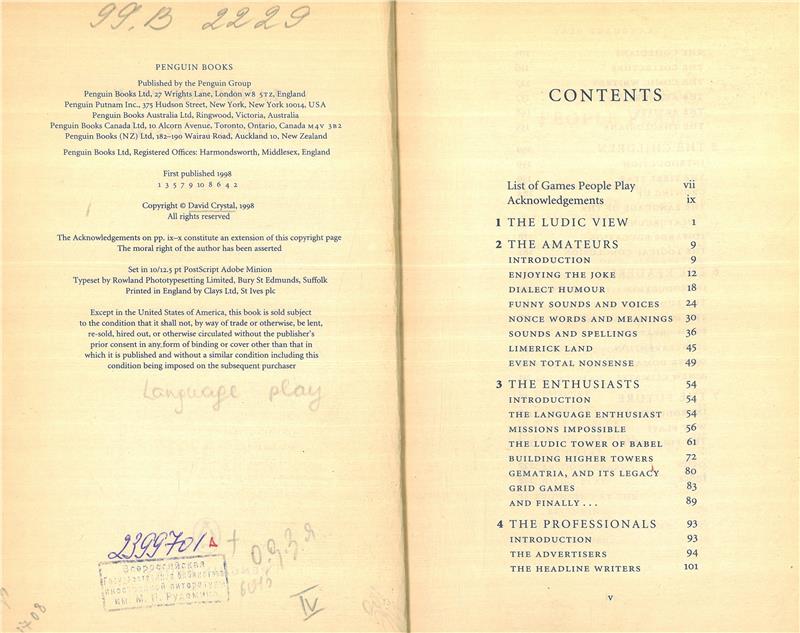 99.B 2229
PENGUIN BOOKS
Published by the Penguin Group
Penguin Books Ltd, 27 Wrights Lane, London W8 5TZ, England
Penguin Putnam Inc., 375 Hudson Street, New York, New York 10014, USA
Penguin Books Australia Ltd, Ringwood, Victoria, Australia
Penguin Books Canada Ltd, 10 Alcorn Avenue, Toronto, Ontario, Canada M4V 3B2
Penguin Books (NZ) Ltd, 182–190 Wairau Road, Auckland 10, New Zealand
Penguin Books Ltd, Registered Offices: Harmondsworth, Middlesex, England
First published 1998
1 3 5 7 9 10 8 6 4 2
Copyright © David Crystal, 1998
All rights reserved
The Acknowledgements on pp. ix–x constitute an extension of this copyright page
The moral right of the author has been asserted
Set in 10/12.5 pt PostScript Adobe Minion
Typeset by Rowland Phototypesetting Limited, Bury St Edmunds, Suffolk
Printed in England by Clays Ltd, St Ives plc
Except in the United States of America, this book is sold subject
to the condition that it shall not, by way of trade or otherwise, be lent,
re-sold, hired out, or otherwise circulated without the publisher's
prior consent in any form of binding or cover other than that in
which it is published and without a similar condition including this
condition being imposed on the subsequent purchaser
Language play
2399701 А
Всероссийская
Государственная библиотека
иностранной литературы
им. М. И. Рудомино
IV
CONTENTS
List of Games People Play vii
Acknowledgements ix
1 THE LUDIC VIEW 1
2 THE AMATEURS 9
INTRODUCTION 9
ENJOYING THE JOKE 12
DIALECT HUMOUR 18
FUNNY SOUNDS AND VOICES 24
NONCE WORDS AND MEANINGS 30
SOUNDS AND SPELLINGS 36
LIMERICK LAND 45
EVEN TOTAL NONSENSE 49
3 THE ENTHUSIASTS 54
INTRODUCTION 54
THE LANGUAGE ENTHUSIAST 54
MISSIONS IMPOSSIBLE 56
THE LUDIC TOWER OF BABEL 61
BUILDING HIGHER TOWERS 72
GEMATRIA, AND ITS LEGACY 80
GRID GAMES 83
AND FINALLY . . . 89
4 THE PROFESSIONALS 93
INTRODUCTION 93
THE ADVERTISERS 94
THE HEADLINE WRITERS 101
v